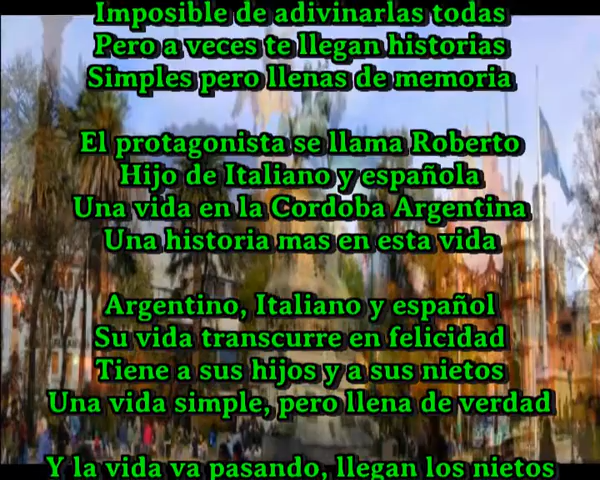 Imposible de adivinarlas todas
Pero a veces te llegan historias
Simples pero llenas de memoria
El protagonista se llama Roberto
Hijo de Italiano y española
Una vida en la Cordoba Argentina
Una historia mas en esta vida
Argentino, Italiano y español
Su vida transcurre en felicidad
Tiene a sus hijos y a sus nietos
Una vida simple, pero llena de verdad
Y la vida va pasando, llegan los nietos